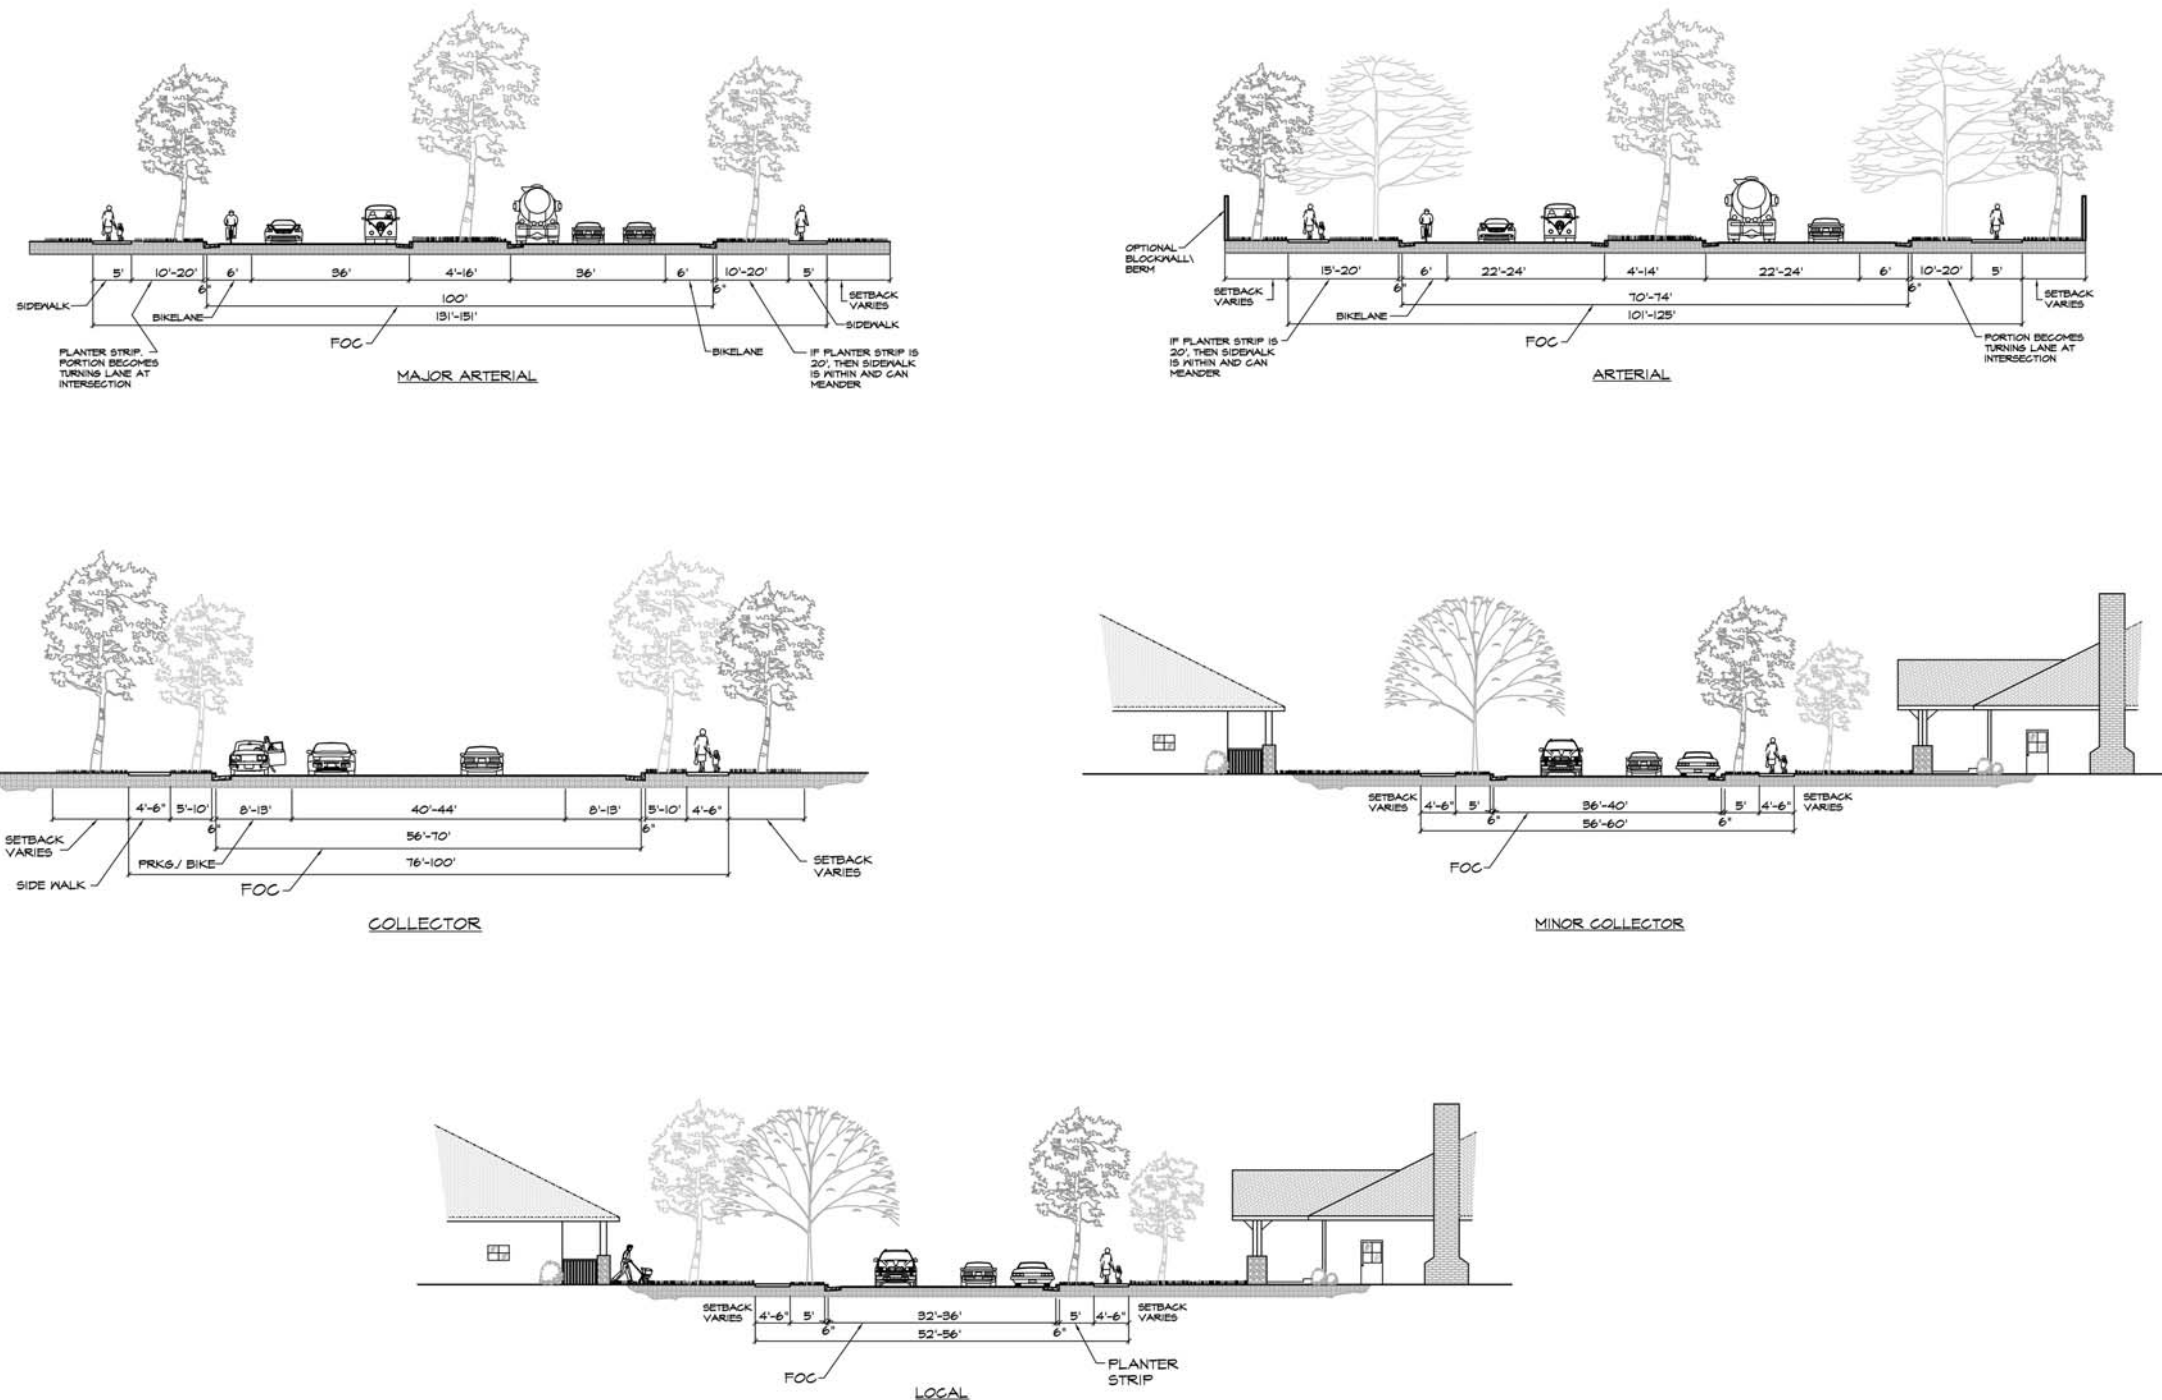 5' 10'-20' 6' 36' 4'-16' 36' 6' 10'-20' 5'
6" 6"
SETBACK
VARIES
SIDEWALK
100'
BIKELANE
131'-151'
SIDEWALK
FOC
PLANTER STRIP.
PORTION BECOMES
TURNING LANE AT
INTERSECTION
BIKELANE
IF PLANTER STRIP IS
20', THEN SIDEWALK
IS WITHIN AND CAN
MEANDER
MAJOR ARTERIAL
OPTIONAL
BLOCKWALL\
BERM
15'-20' 6' 22'-24' 4'-14' 22'-24' 6' 10'-20' 5'
6" 6"
SETBACK
VARIES
SETBACK
VARIES
70'-74'
BIKELANE
101'-125'
FOC
IF PLANTER STRIP IS
20', THEN SIDEWALK
IS WITHIN AND CAN
MEANDER
PORTION BECOMES
TURNING LANE AT
INTERSECTION
ARTERIAL
4'-6" 5'-10' 8'-13' 40'-44' 8'-13' 5'-10' 4'-6"
6" 6"
SETBACK
VARIES
56'-70'
PRKG./ BIKE
76'-100'
SETBACK
VARIES
SIDE WALK
FOC
COLLECTOR
SETBACK
VARIES
4'-6" 5' 36'-40' 5' 4'-6"
SETBACK
VARIES
6" 6"
56'-60'
FOC
MINOR COLLECTOR
SETBACK
VARIES
4'-6" 5' 32'-36' 5' 4'-6"
SETBACK
VARIES
6" 6"
52'-56'
FOC
PLANTER
STRIP
LOCAL